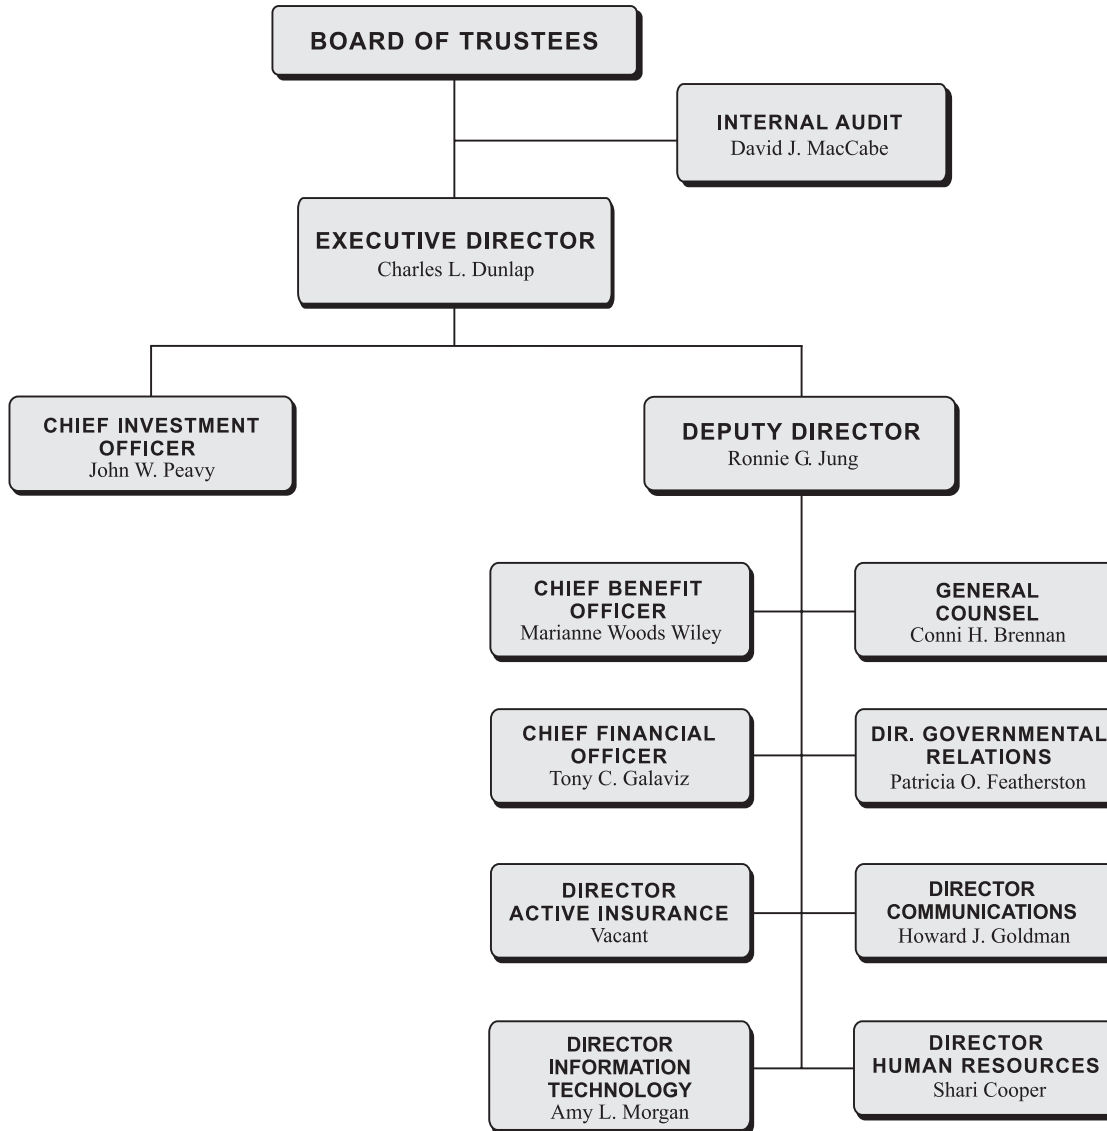 BOARD OF TRUSTEES
INTERNAL AUDIT
David J. MacCabe
EXECUTIVE DIRECTOR
Charles L. Dunlap
CHIEF INVESTMENT
OFFICER
John W. Peavy
DEPUTY DIRECTOR
Ronnie G. Jung
CHIEF BENEFIT
OFFICER
Marianne Woods Wiley
GENERAL
COUNSEL
Conni H. Brennan
CHIEF FINANCIAL
OFFICER
Tony C. Galaviz
DIR. GOVERNMENTAL
RELATIONS
Patricia O. Featherston
DIRECTOR
ACTIVE INSURANCE
Vacant
DIRECTOR
COMMUNICATIONS
Howard J. Goldman
DIRECTOR
INFORMATION
TECHNOLOGY
Amy L. Morgan
DIRECTOR
HUMAN RESOURCES
Shari Cooper